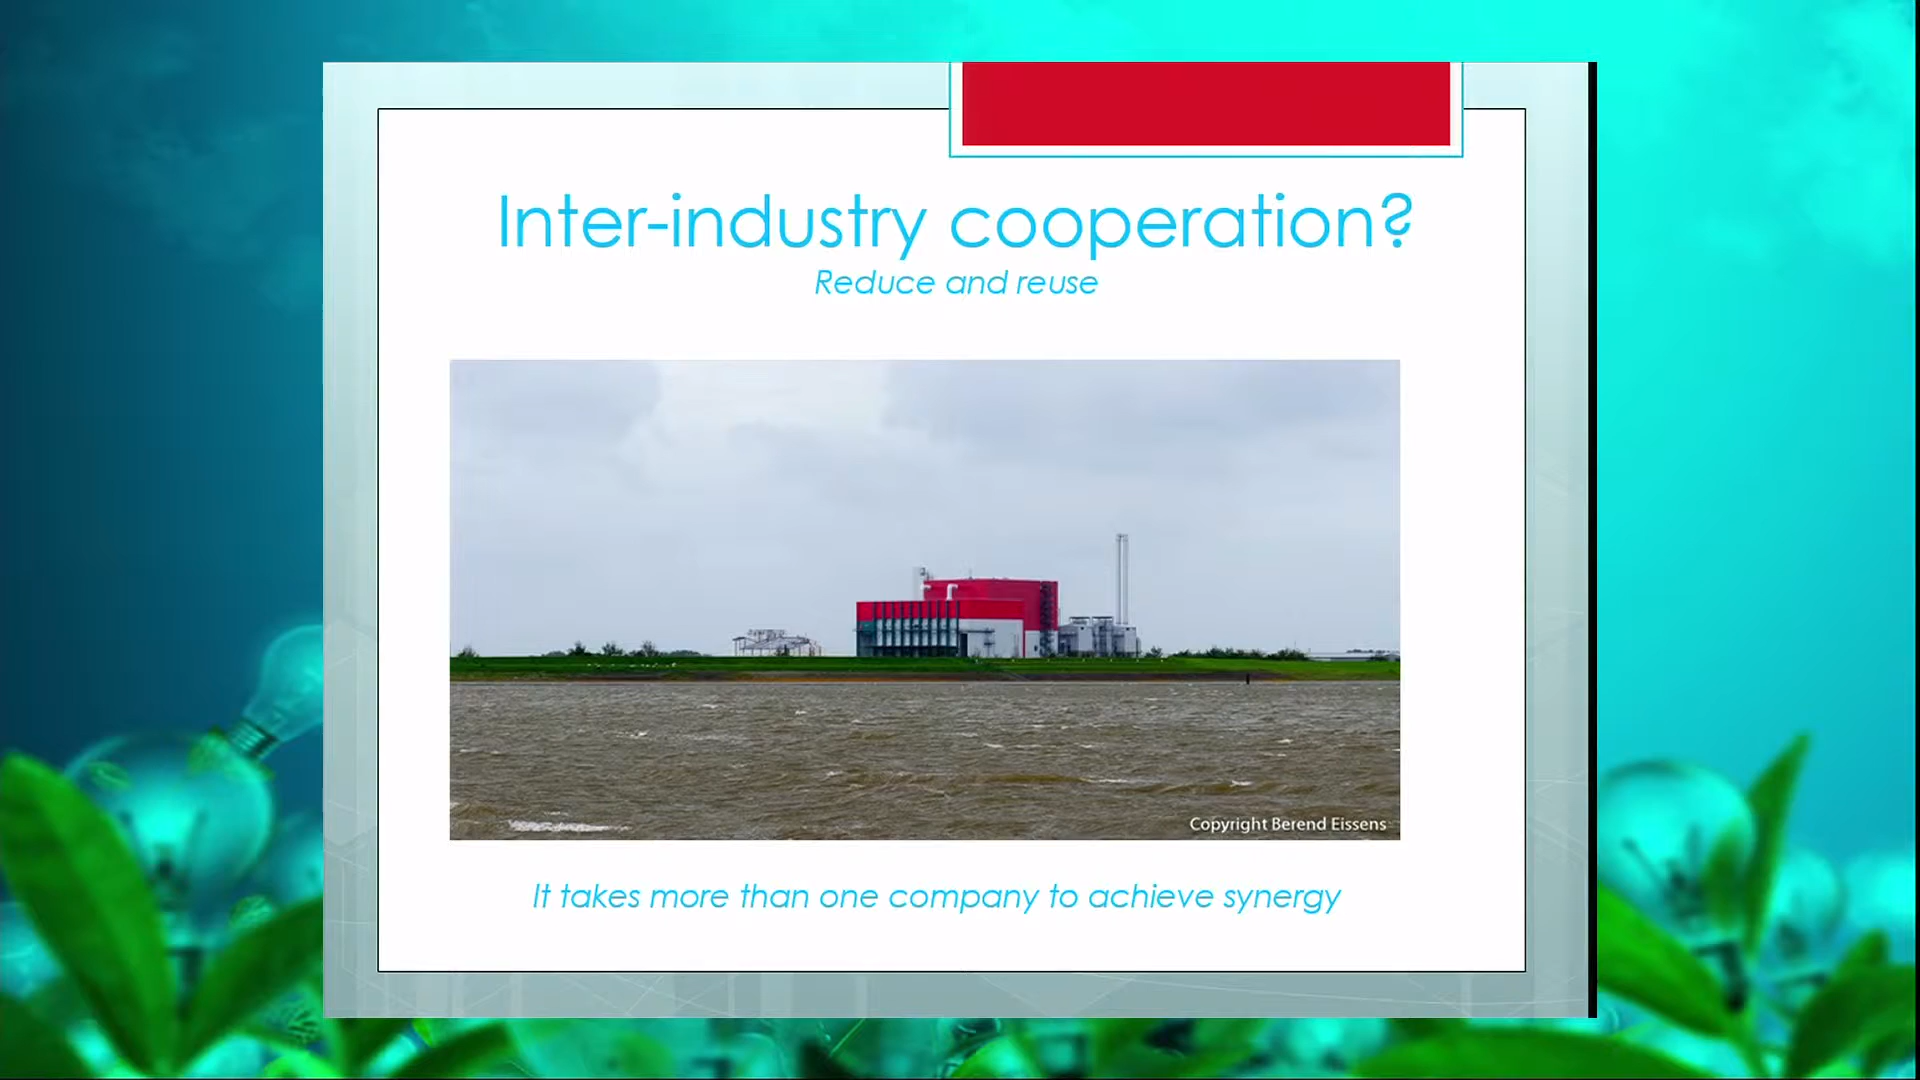 Inter-industry cooperation?
Reduce and reuse
Copyright Berend Eissens
It takes more than one company to achieve synergy